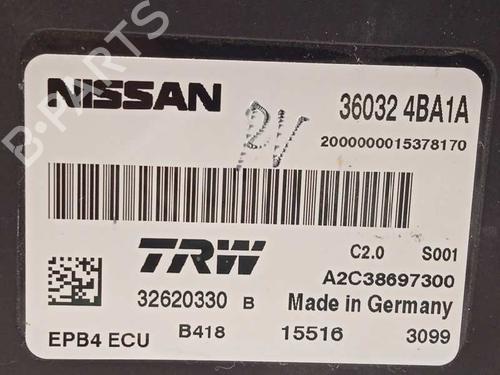 NISSAN
36032 4BA1A
2000000015378170
PV
TRW
C2.0 S001
A2C38697300
32620330 B
Made in Germany
EPB4 ECU
B418
15516
3099
B-PARTS